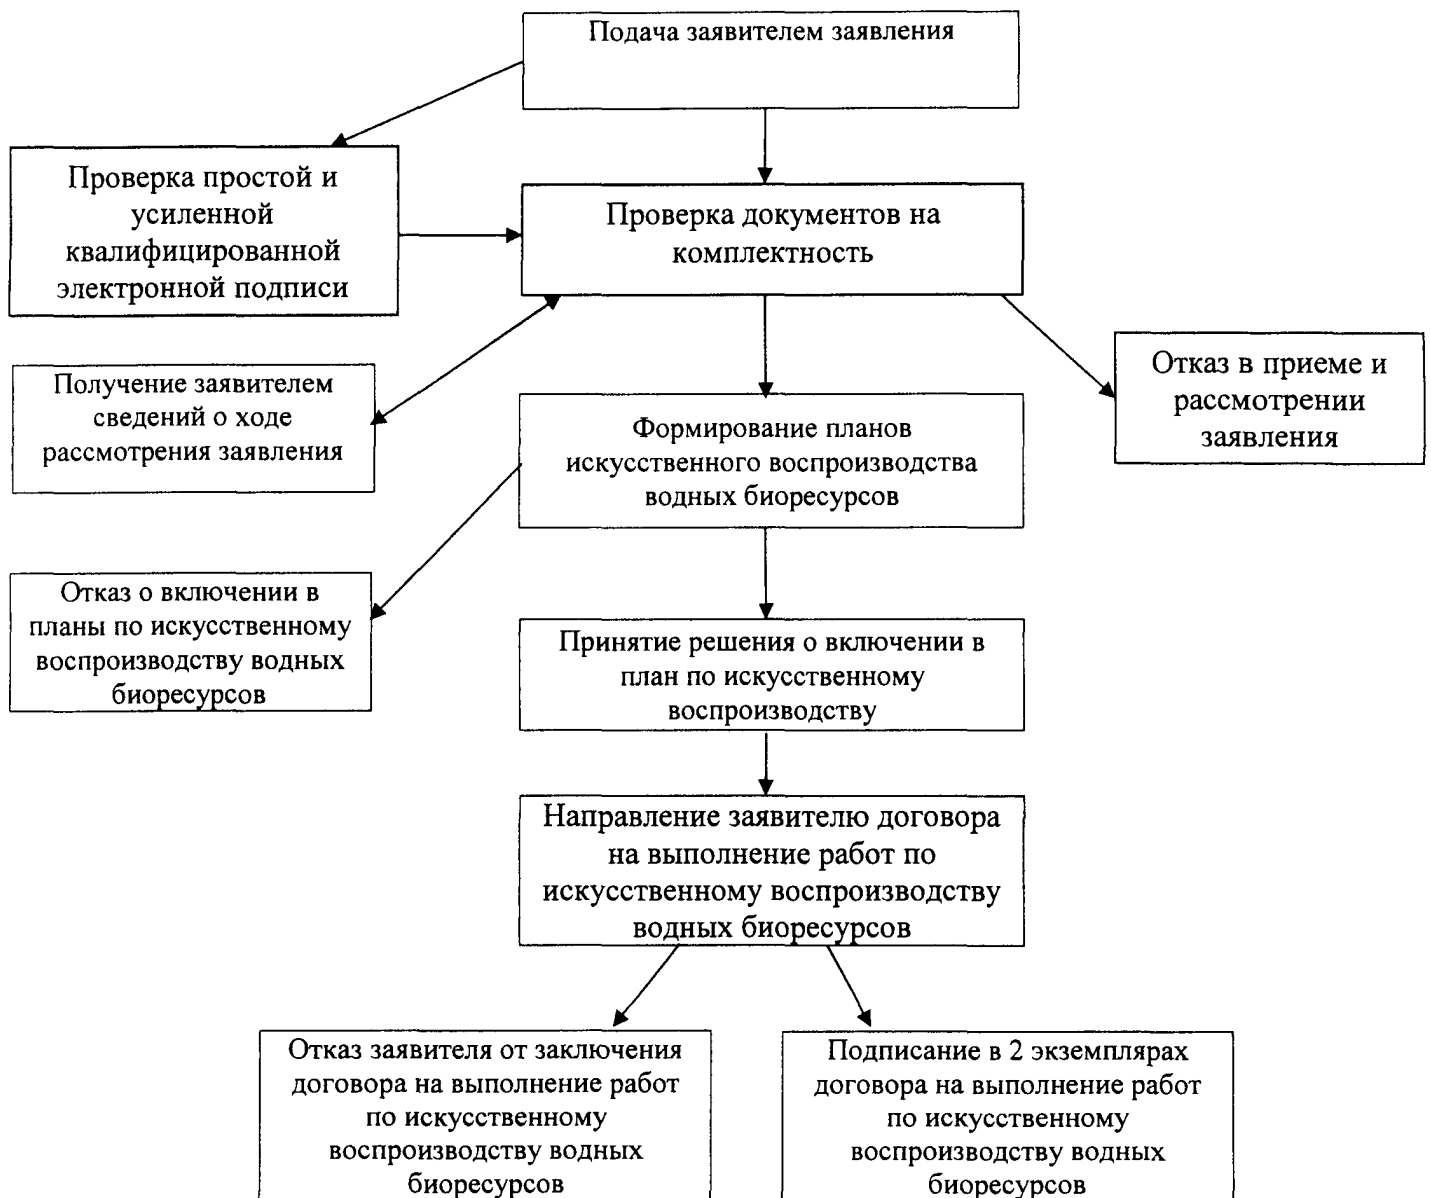 Подача заявителем заявления
Проверка простой и
усиленной
квалифицированной
электронной подписи
Проверка документов на
комплектность
Получение заявителем
сведений о ходе
рассмотрения заявления
Формирование планов
искусственного воспроизводства
водных биоресурсов
Отказ в приеме и
рассмотрении
заявления
Отказ о включении в
планы по искусственному
воспроизводству водных
биоресурсов
Принятие решения о включении в
план по искусственному
воспроизводству
Направление заявителю договора
на выполнение работ по
искусственному воспроизводству
водных биоресурсов
Отказ заявителя от заключения
договора на выполнение работ
по искусственному
воспроизводству водных
биоресурсов
Подписание в 2 экземплярах
договора на выполнение работ
по искусственному
воспроизводству водных
биоресурсов